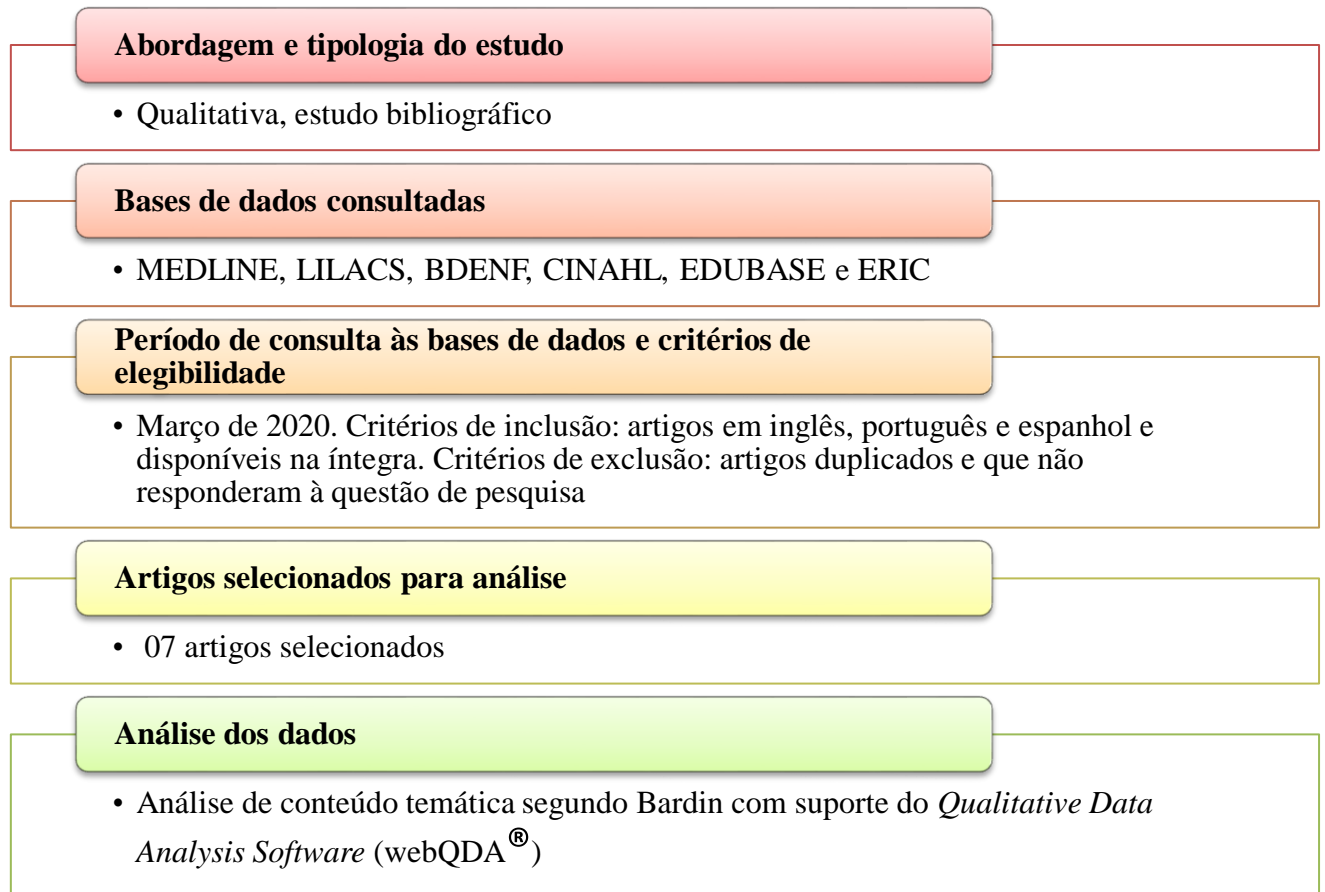 Abordagem e tipologia do estudo
• Qualitativa, estudo bibliográfico
Bases de dados consultadas
• MEDLINE, LILACS, BDENF, CINAHL, EDUBASE e ERIC
Período de consulta às bases de dados e critérios de
elegibilidade
• Março de 2020. Critérios de inclusão: artigos em inglês, português e espanhol e
disponíveis na íntegra. Critérios de exclusão: artigos duplicados e que não
responderam à questão de pesquisa
Artigos selecionados para análise
• 07 artigos selecionados
Análise dos dados
• Análise de conteúdo temática segundo Bardin com suporte do Qualitative Data
Analysis Software (webQDA®)